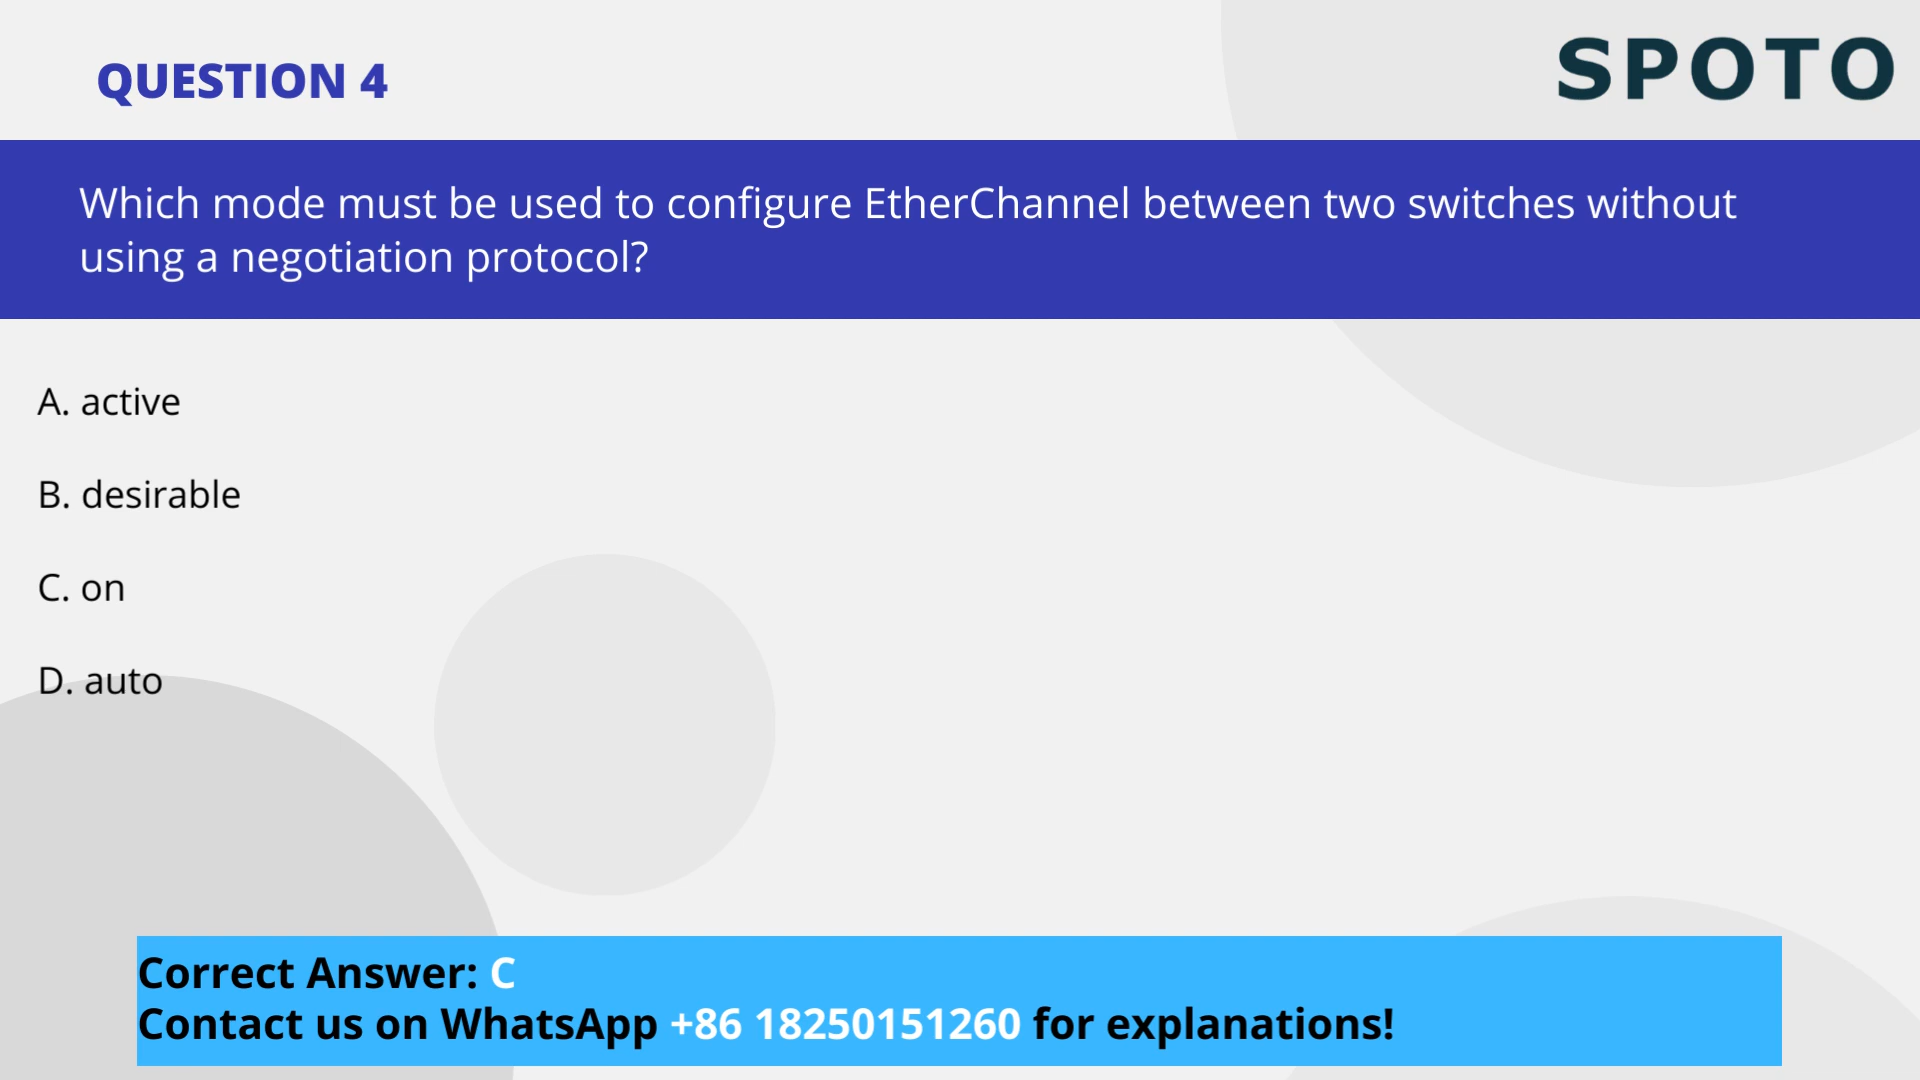 QUESTION 4
SPOTO
Which mode must be used to configure EtherChannel between two switches without
using a negotiation protocol?
A. active
B. desirable
C. on
D. auto
Correct Answer: C
Contact us on WhatsApp +86 18250151260 for explanations!